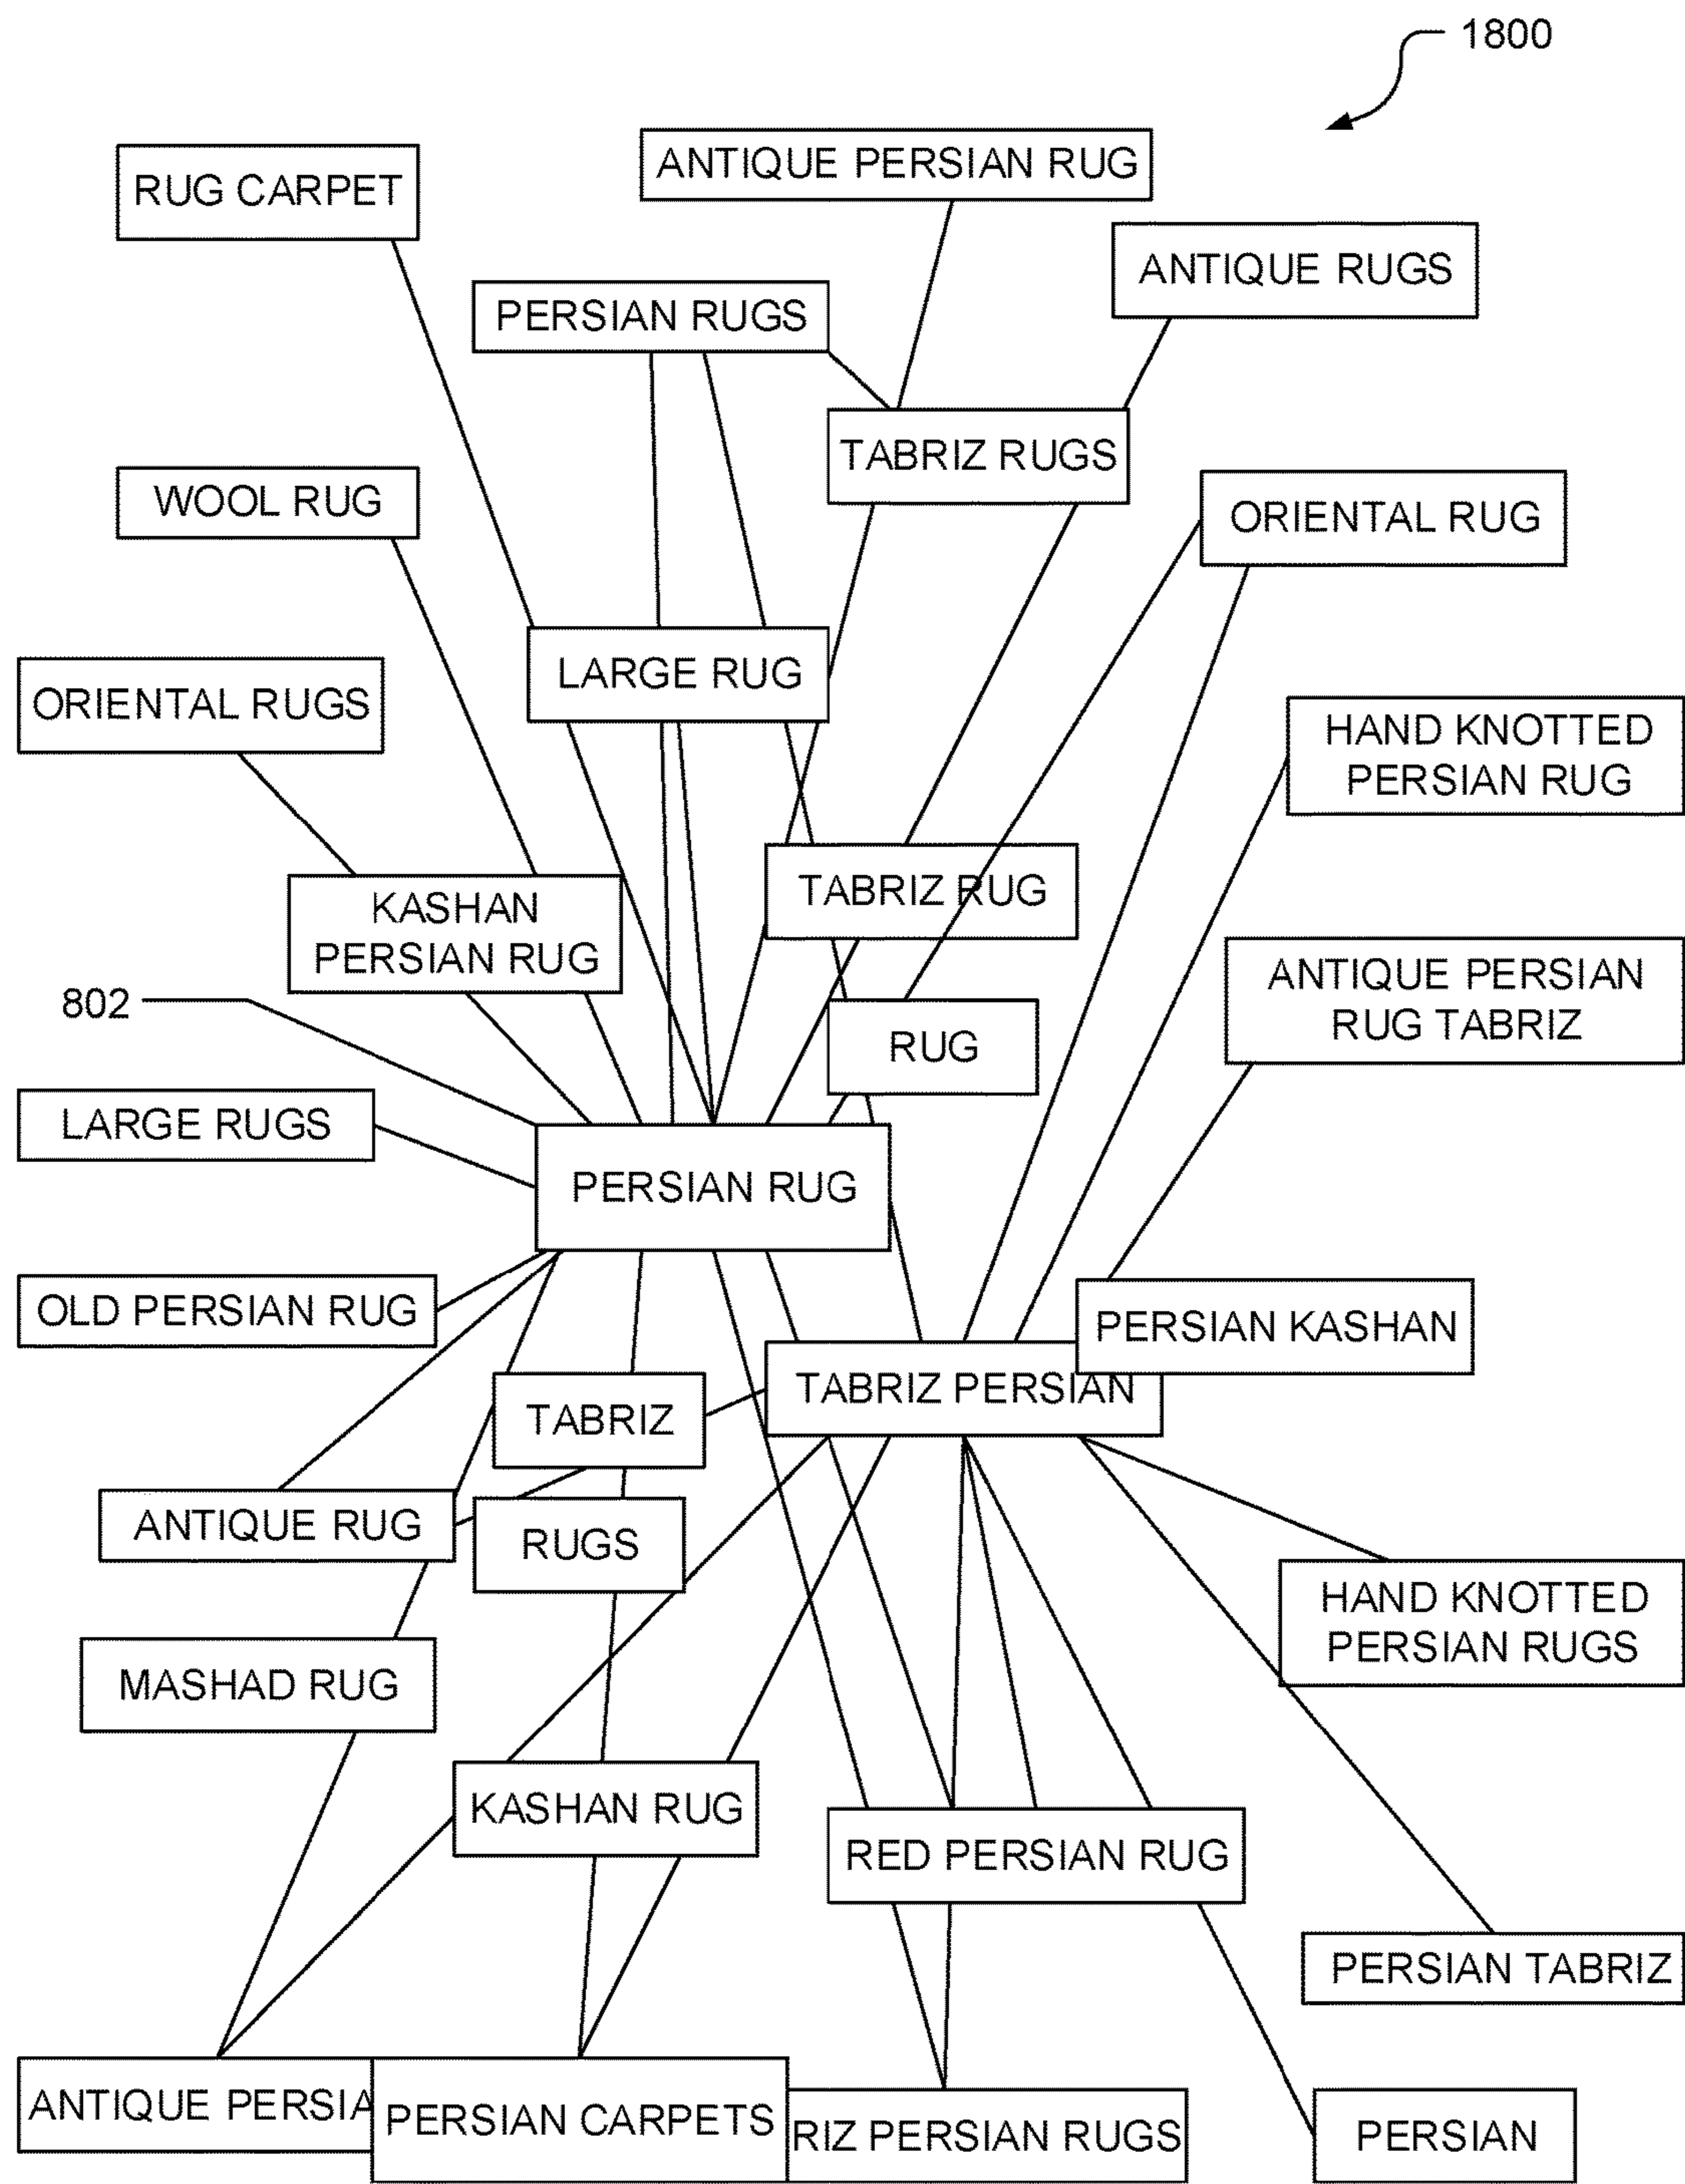 1800
ANTIQUE PERSIAN RUG
RUG CARPET
ANTIQUE RUGS
PERSIAN RUGS
TABRIZ RUGS
WOOL RUG
ORIENTAL RUG
LARGE RUG
ORIENTAL RUGS
HAND KNOTTED
PERSIAN RUG
TABRIZ RUG
KASHAN
PERSIAN RUG
ANTIQUE PERSIAN
RUG TABRIZ
802
RUG
LARGE RUGS
PERSIAN RUG
OLD PERSIAN RUG
PERSIAN KASHAN
TABRIZ PERSIAN
TABRIZ
ANTIQUE RUG
RUGS
HAND KNOTTED
PERSIAN RUGS
MASHAD RUG
KASHAN RUG
RED PERSIAN RUG
PERSIAN TABRIZ
ANTIQUE PERSIA
PERSIAN CARPETS
RIZ PERSIAN RUGS
PERSIAN